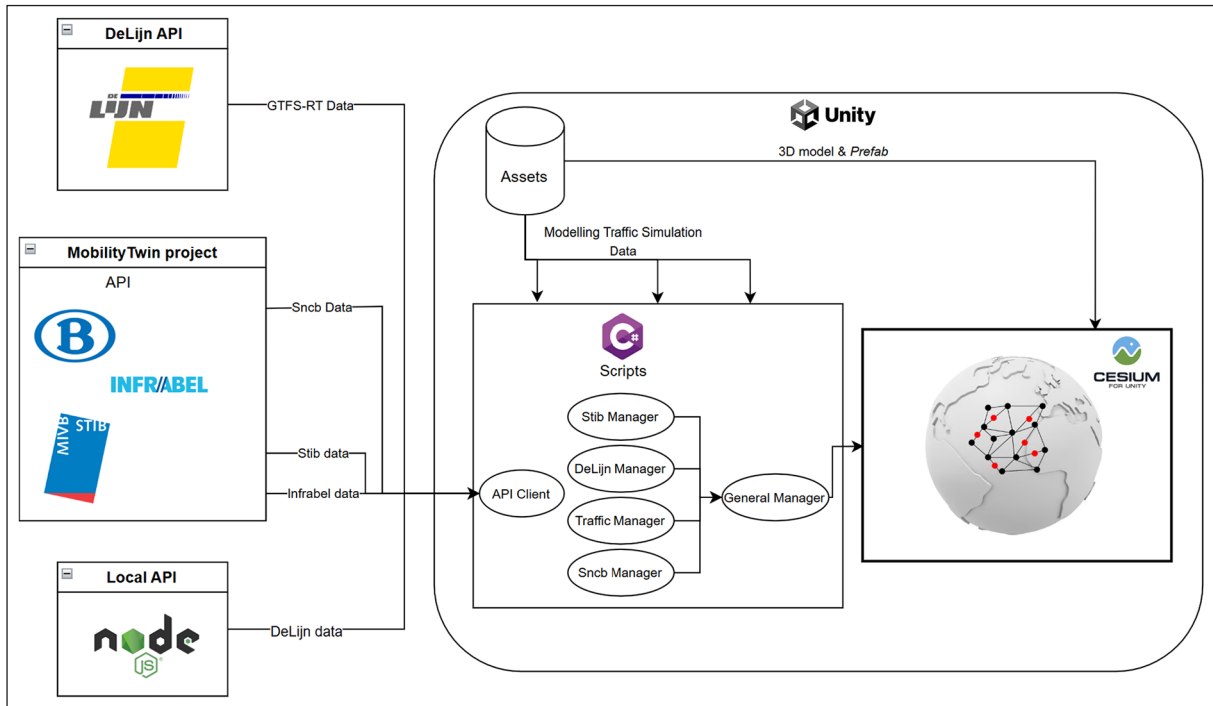 DeLijn API
DE
LIJN
GTFS-RT Data
MobilityTwin project
API
B
INFR/ABEL
MIVB
STIB
Sncb Data
Stib data
Infrabel data
Local API
node
JS
DeLijn data
Unity
Assets
3D model & Prefab
Modelling Traffic Simulation
Data
C#
Scripts
Stib Manager
DeLijn Manager
API Client
General Manager
Traffic Manager
Sncb Manager
CESIUM
FOR UNITY